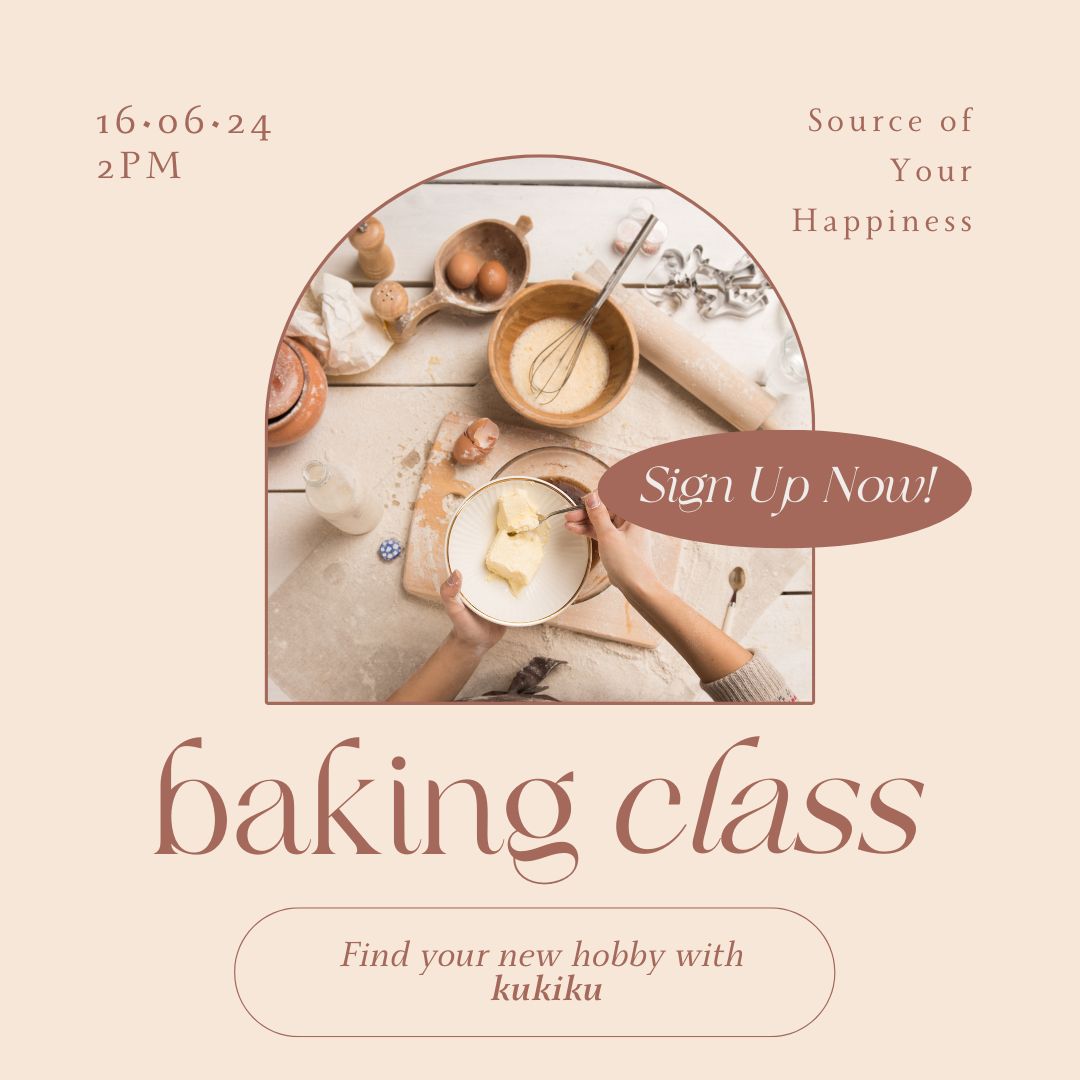 16•06•24
2PM
Source of
Your
Happiness
Sign Up Now!
baking class
Find your new hobby with
kukiku